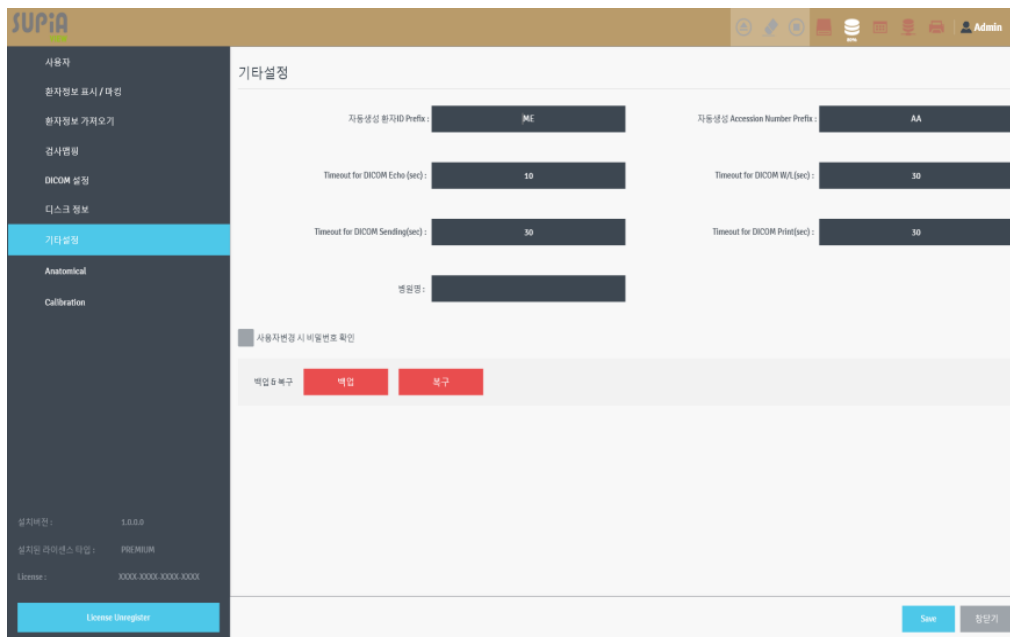 SUPiA
Admin
사용자
환자정보 표시 / 마킹
환자정보 가져오기
검사맵핑
DICOM 설정
디스크 정보
기타설정
Anatomical
Calibration
설치버전 : 1.0.0.0
설치된 라이센스 타입 : PREMIUM
License : XXXX-XXXX-XXXX-XXXX
License Unregister
기타설정
자동생성 환자ID Prefix : ME 자동생성 Accession Number Prefix : AA
Timeout for DICOM Echo (sec) : 10 Timeout for DICOM W/L(sec) : 30
Timeout for DICOM Sending(sec) : 30 Timeout for DICOM Print(sec) : 30
병원명 :
사용자변경 시 비밀번호 확인
백업 & 복구 백업 복구
Save 창닫기